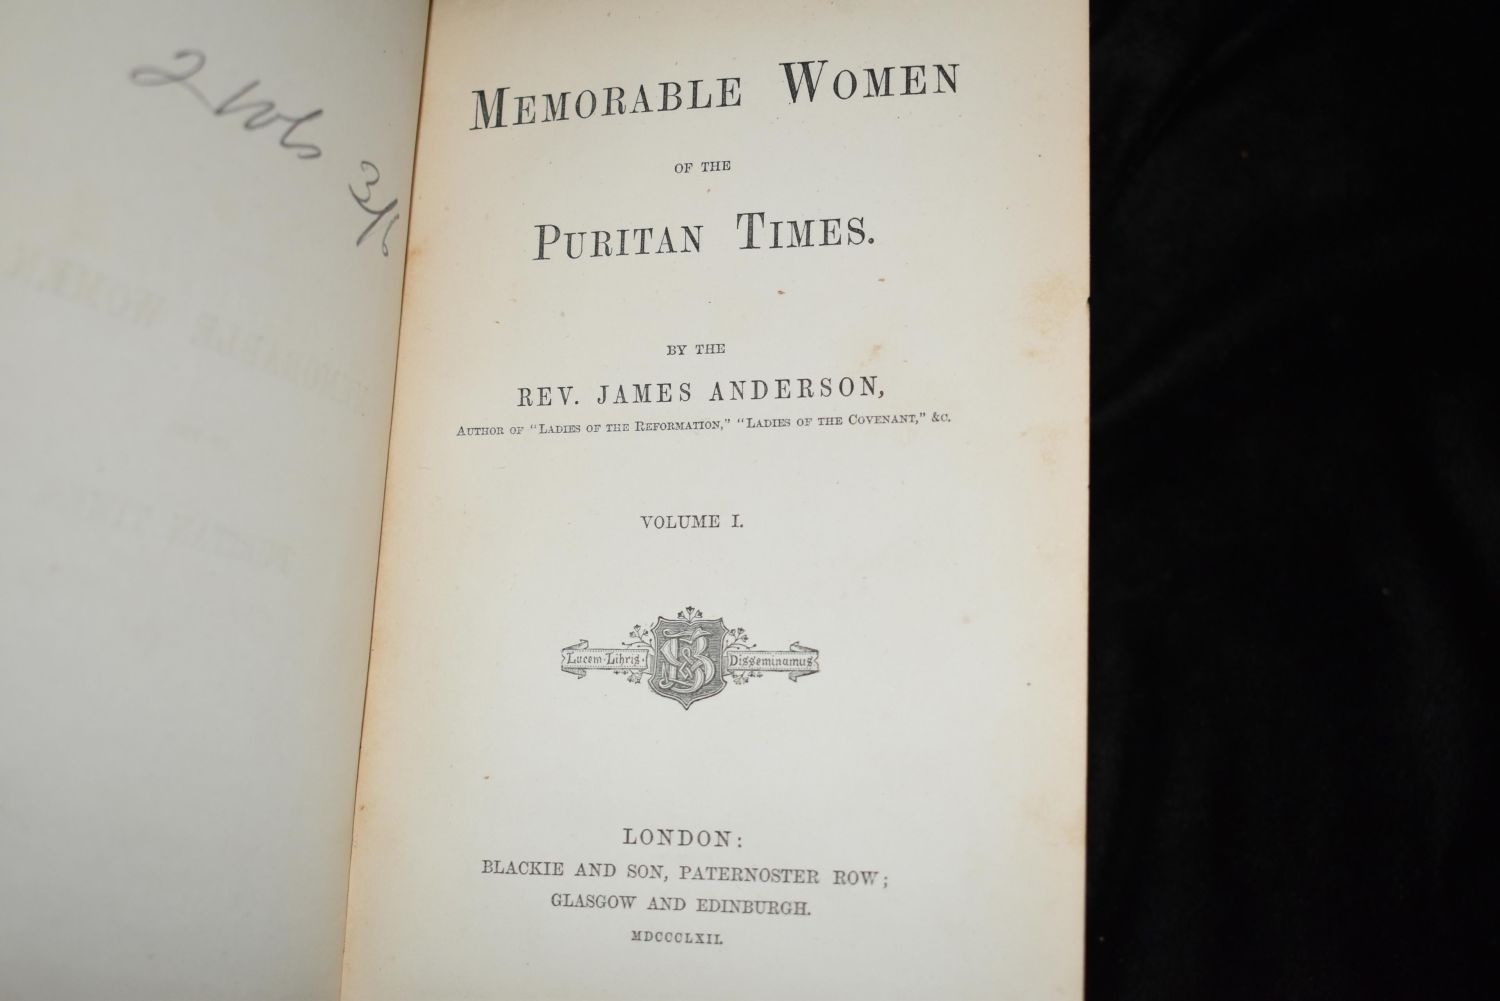 2 Vols 3/6
MEMORABLE WOMEN
OF THE
PURITAN TIMES.
BY THE
REV. JAMES ANDERSON,
AUTHOR OF "LADIES OF THE REFORMATION," "LADIES OF THE COVENANT," &C.
VOLUME I.
Lucem Libris Disseminamus
LONDON:
BLACKIE AND SON, PATERNOSTER ROW;
GLASGOW AND EDINBURGH.
MDCCCLXII.